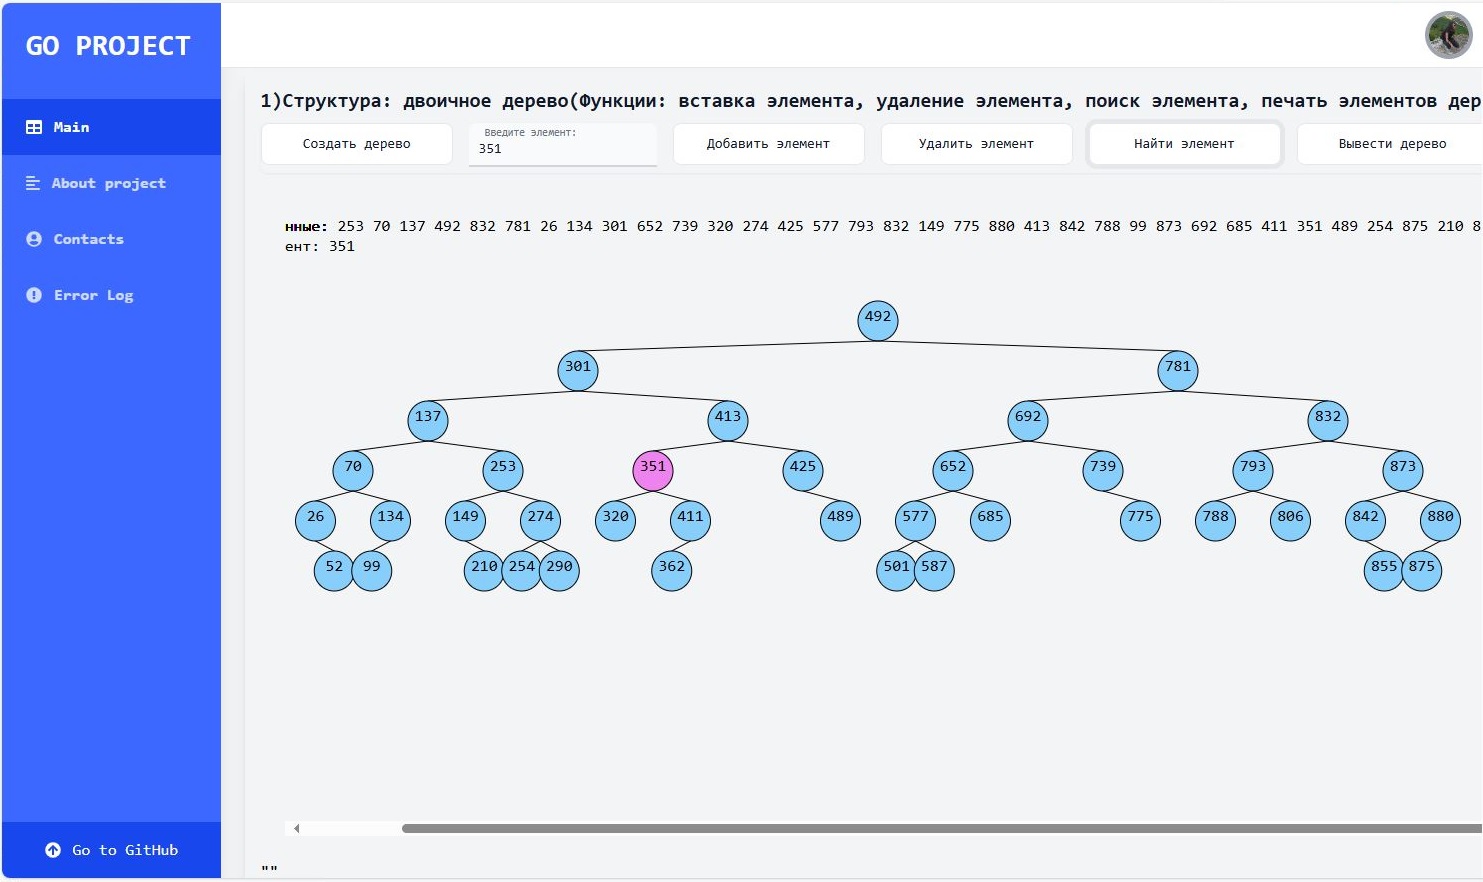 GO PROJECT
Main
About project
Contacts
Error Log
Go to GitHub
1)Структура: двоичное дерево(Функции: вставка элемента, удаление элемента, поиск элемента, печать элементов дер
Создать дерево
Введите элемент:
351
Добавить элемент
Удалить элемент
Найти элемент
Вывести дерево
нные: 253 70 137 492 832 781 26 134 301 652 739 320 274 425 577 793 832 149 775 880 413 842 788 99 873 692 685 411 351 489 254 875 210 8
ент: 351
492
301 781
137 413 692 832
70 253 351 425 652 739 793 873
26 134 149 274 320 411 489 577 685 775 788 806 842 880
52 99 210 254 290 362 501 587 855 875
""